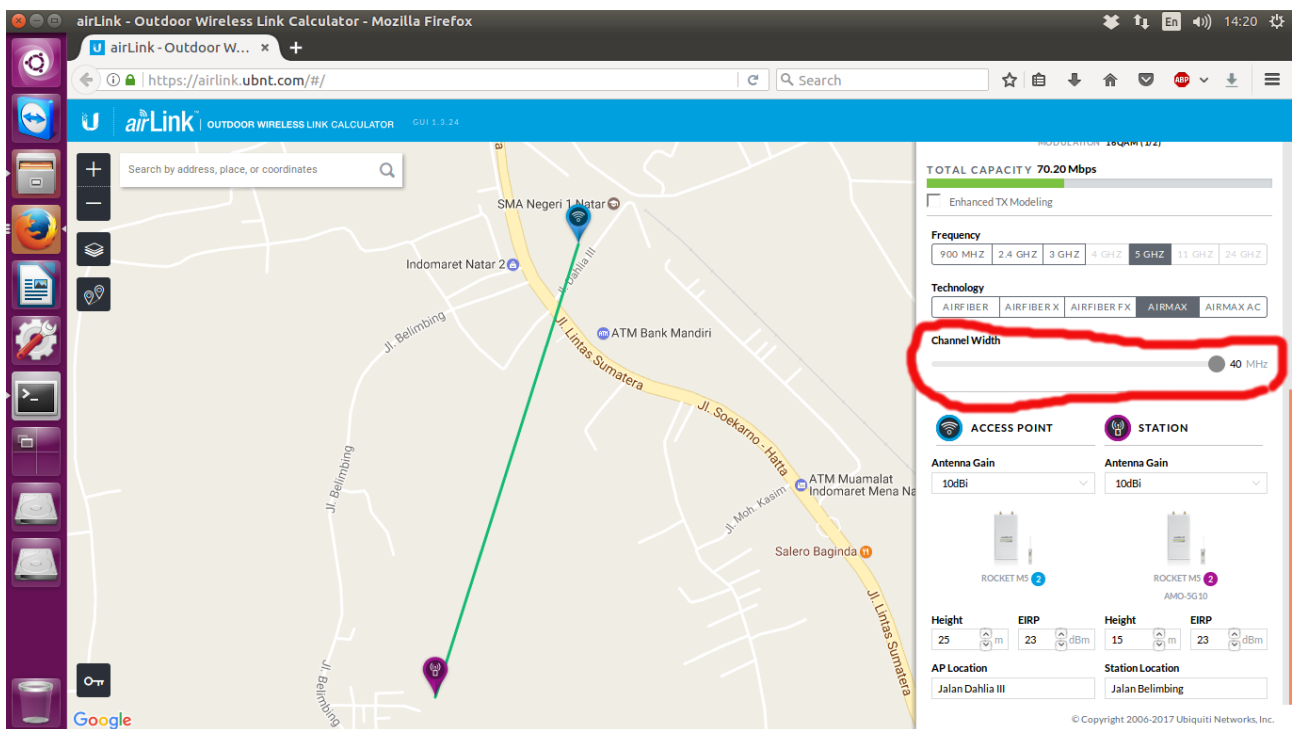 airLink - Outdoor Wireless Link Calculator - Mozilla Firefox
En
14:20
airLink - Outdoor W... × +
https://airlink.ubnt.com/#/
Search
ABP
U airLink™ | OUTDOOR WIRELESS LINK CALCULATOR GUI 1.3.24
+
Search by address, place, or coordinates
−
SMA Negeri 1 Natar
Indomaret Natar 2
Jl. Dahlia III
Jl. Belimbing
ATM Bank Mandiri
Jl. Lintas Sumatera
Jl. Soekarno - Hatta
Jl. Belimbing
ATM Muamalat
Indomaret Mena Na
Jl. Moh. Kasim
Salero Baginda
Jl. Lintas Sumatera
Jl. Belimbing
Google
MODULATION 16QAM (1/2)
TOTAL CAPACITY 70.20 Mbps
Enhanced TX Modeling
Frequency
900 MHZ 2.4 GHZ 3 GHZ 4 GHZ 5 GHZ 11 GHZ 24 GHZ
Technology
AIRFIBER AIRFIBER X AIRFIBER FX AIRMAX AIRMAX AC
Channel Width
40 MHz
ACCESS POINT STATION
Antenna Gain Antenna Gain
10dBi 10dBi
ROCKET M5 2 ROCKET M5 2
AMO-5G10
Height EIRP Height EIRP
25 m 23 dBm 15 m 23 dBm
AP Location Station Location
Jalan Dahlia III Jalan Belimbing
© Copyright 2006-2017 Ubiquiti Networks, Inc.